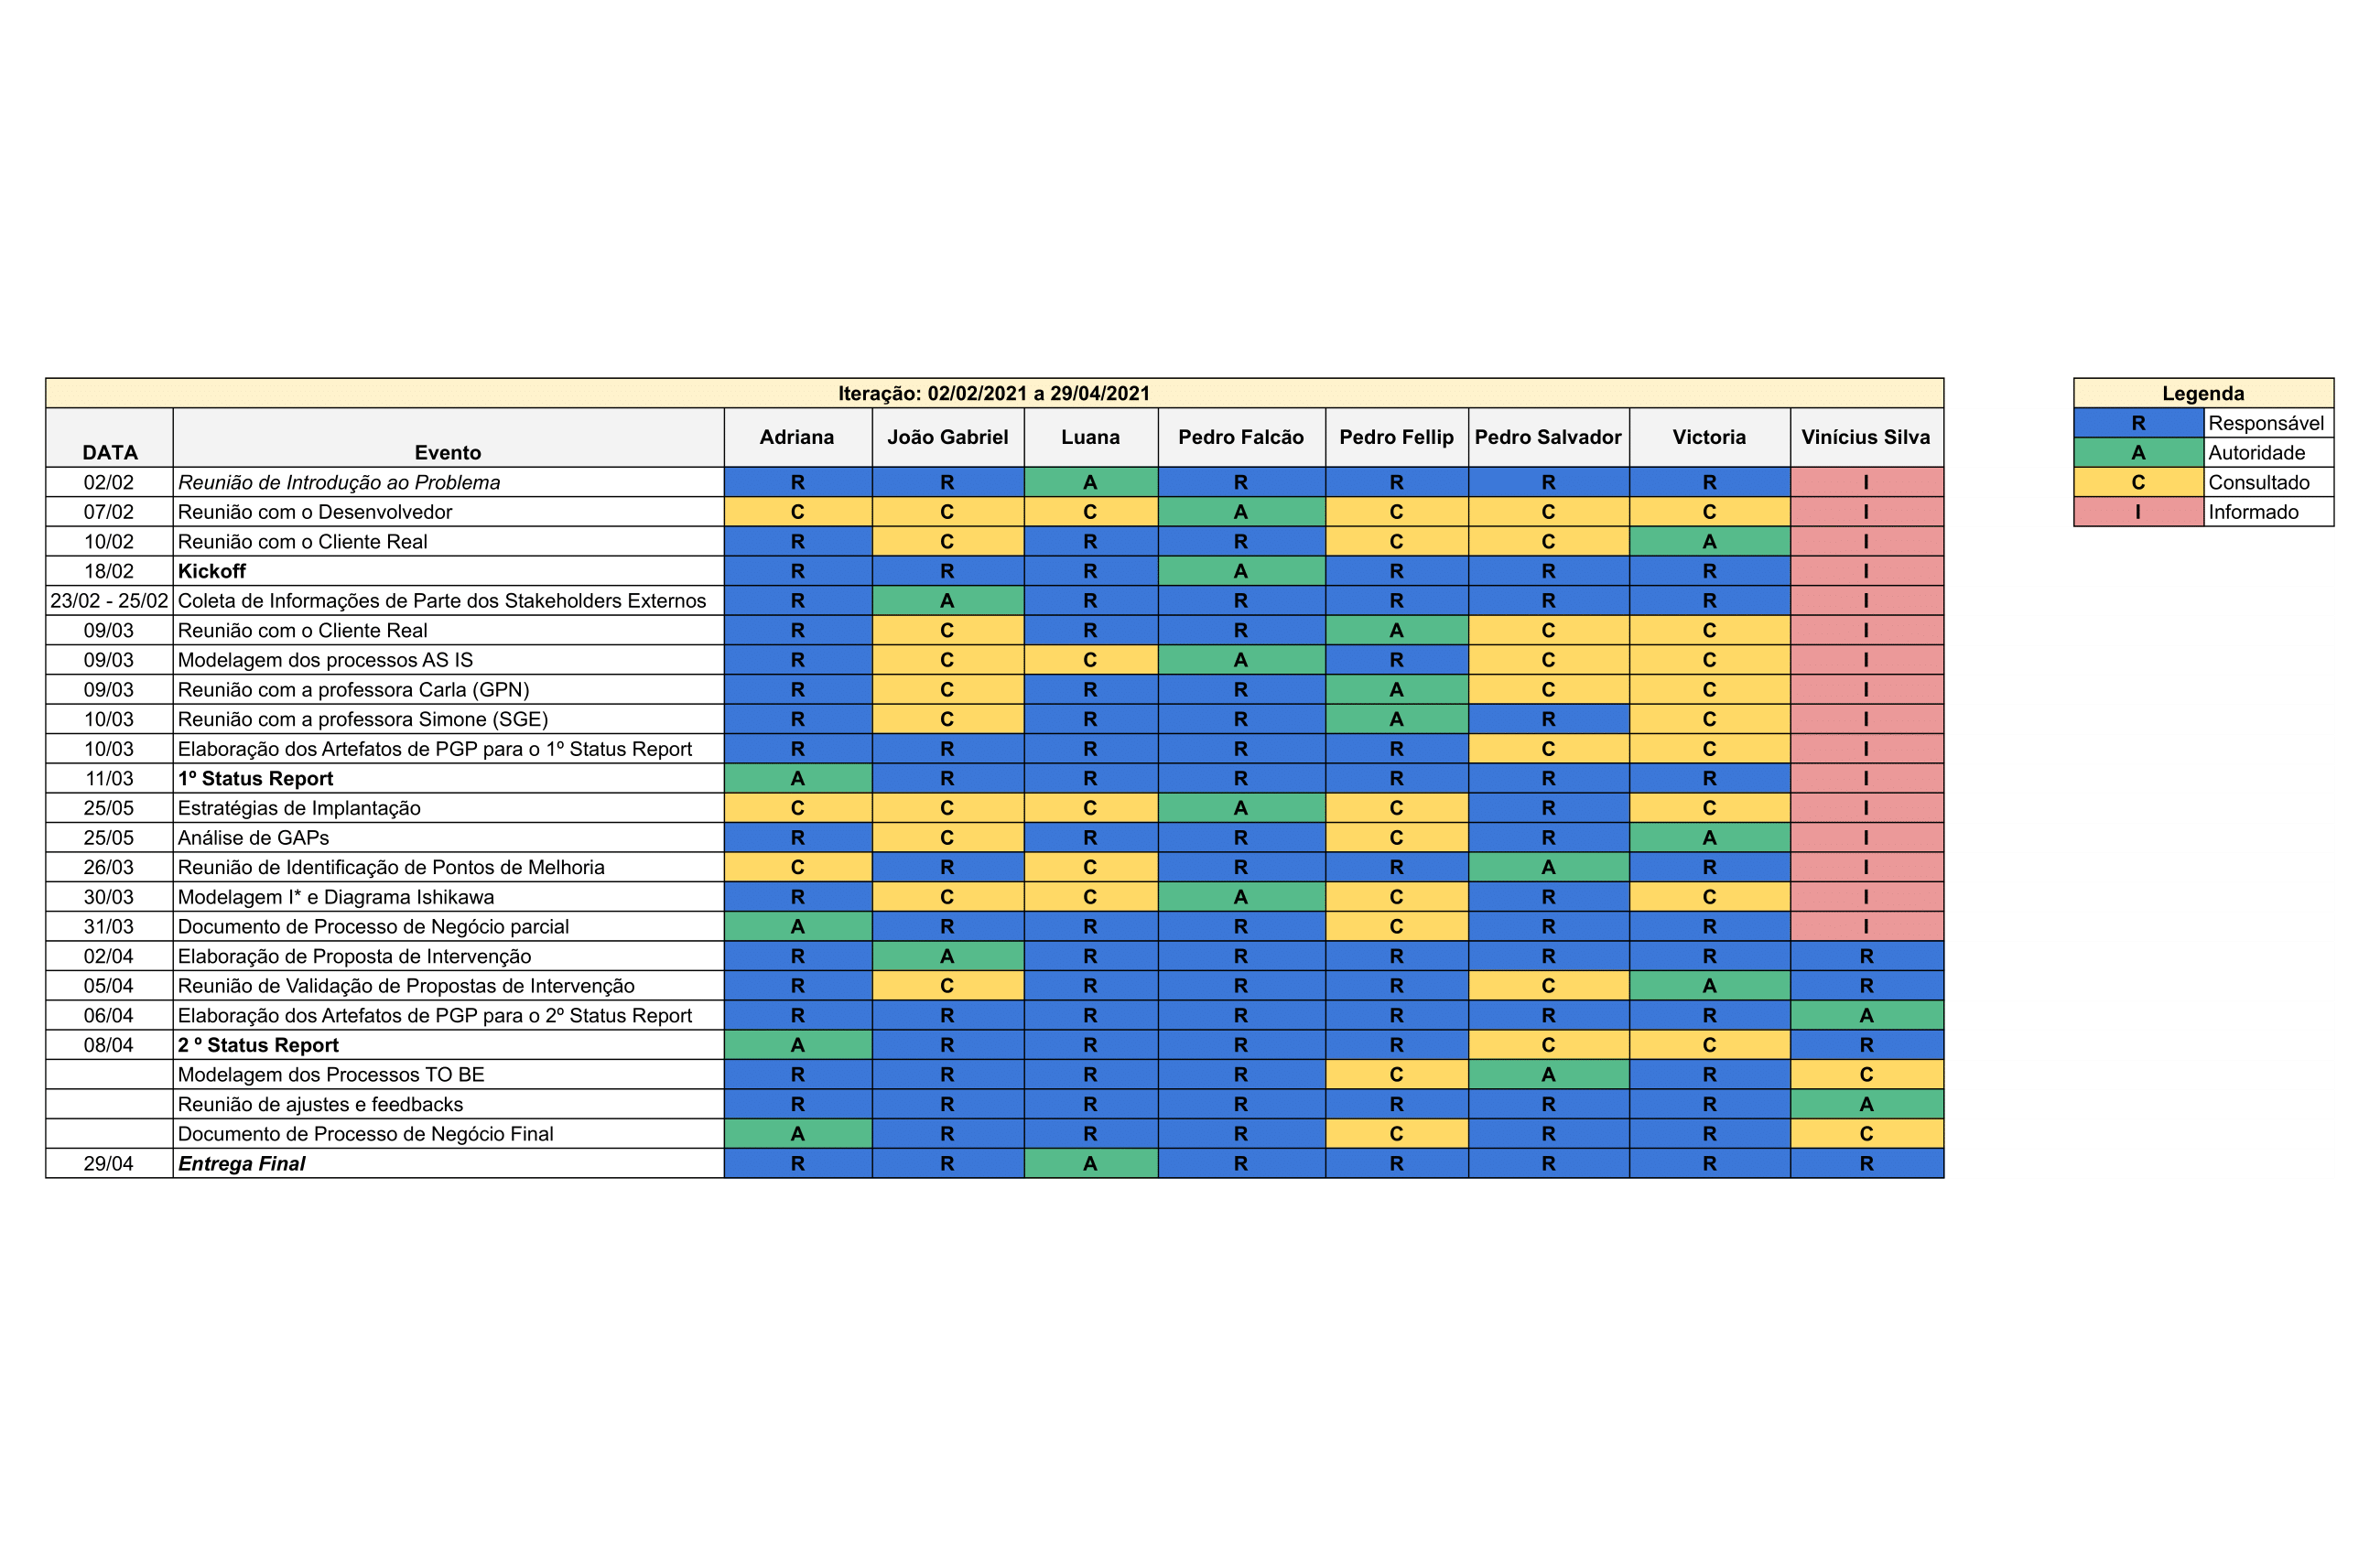 Iteração: 02/02/2021 a 29/04/2021
DATA Evento Adriana João Gabriel Luana Pedro Falcão Pedro Fellip Pedro Salvador Victoria Vinícius Silva
02/02 Reunião de Introdução ao Problema R R A R R R R I
07/02 Reunião com o Desenvolvedor C C C A C C C I
10/02 Reunião com o Cliente Real R C R R C C A I
18/02 Kickoff R R R A R R R I
23/02 - 25/02 Coleta de Informações de Parte dos Stakeholders Externos R A R R R R R I
09/03 Reunião com o Cliente Real R C R R A C C I
09/03 Modelagem dos processos AS IS R C C A R C C I
09/03 Reunião com a professora Carla (GPN) R C R R A C C I
10/03 Reunião com a professora Simone (SGE) R C R R A R C I
10/03 Elaboração dos Artefatos de PGP para o 1º Status Report R R R R R C C I
11/03 1º Status Report A R R R R R R I
25/05 Estratégias de Implantação C C C A C R C I
25/05 Análise de GAPs R C R R C R A I
26/03 Reunião de Identificação de Pontos de Melhoria C R C R R A R I
30/03 Modelagem I* e Diagrama Ishikawa R C C A C R C I
31/03 Documento de Processo de Negócio parcial A R R R C R R I
02/04 Elaboração de Proposta de Intervenção R A R R R R R R
05/04 Reunião de Validação de Propostas de Intervenção R C R R R C A R
06/04 Elaboração dos Artefatos de PGP para o 2º Status Report R R R R R R R A
08/04 2 º Status Report A R R R R C C R
Modelagem dos Processos TO BE R R R R C A R C
Reunião de ajustes e feedbacks R R R R R R R A
Documento de Processo de Negócio Final A R R R C R R C
29/04 Entrega Final R R A R R R R R
Legenda
R Responsável
A Autoridade
C Consultado
I Informado